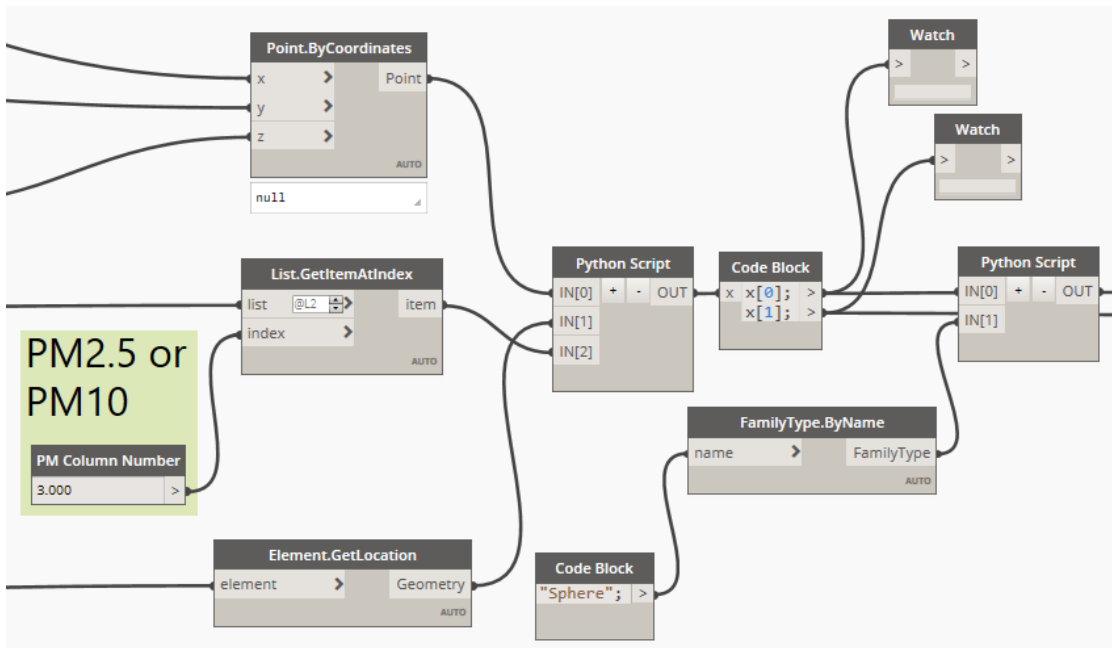 Point.ByCoordinates
x > Point
y >
z >
AUTO
null
Watch
> >
Watch
> >
List.GetItemAtIndex
list @L2 > item
index >
AUTO
PM2.5 or
PM10
PM Column Number
3.000 >
Python Script
IN[0] + - OUT
IN[1]
IN[2]
Code Block
x x[0]; >
x[1]; >
Python Script
IN[0] + - OUT
IN[1]
FamilyType.ByName
name > FamilyType
AUTO
Element.GetLocation
element > Geometry
AUTO
Code Block
"Sphere"; >